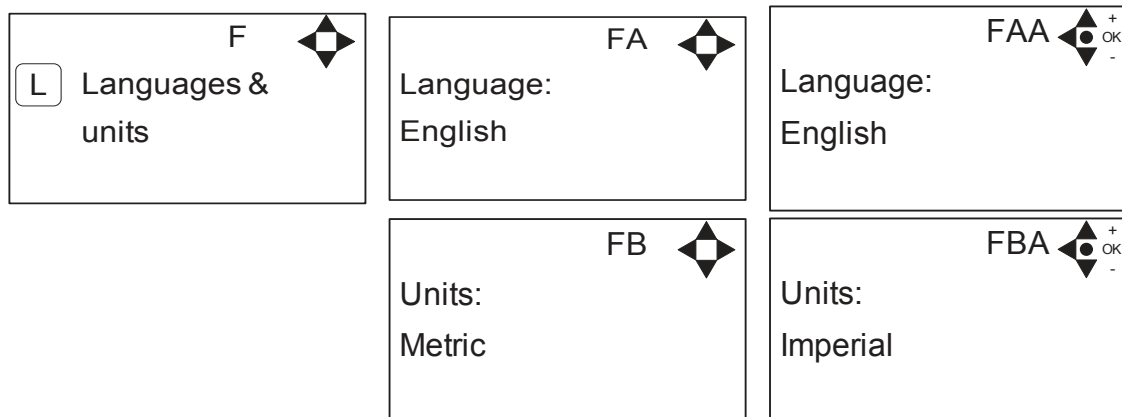 F
L Languages &
units
FA
Language:
English
FAA
+
OK
-
Language:
English
FB
Units:
Metric
FBA
+
OK
-
Units:
Imperial